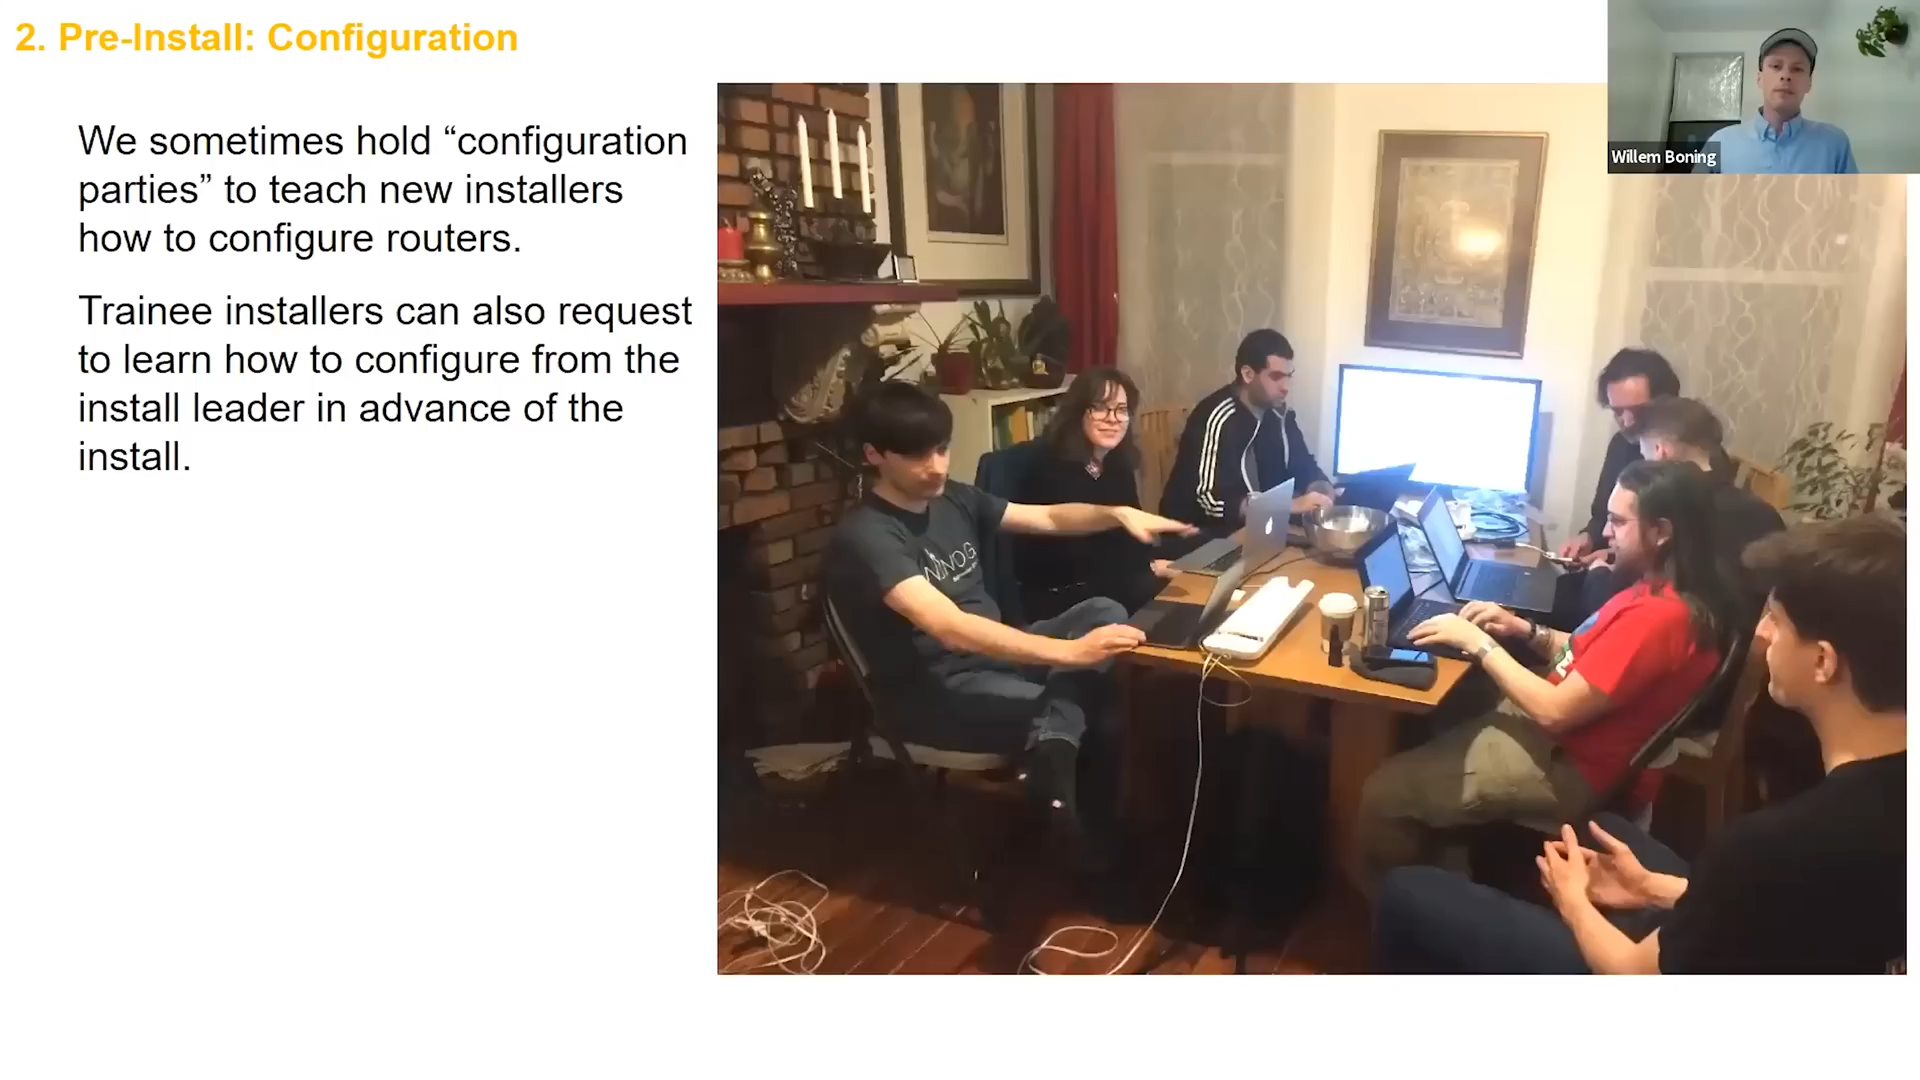 2. Pre-Install: Configuration
We sometimes hold “configuration
parties” to teach new installers
how to configure routers.
Trainee installers can also request
to learn how to configure from the
install leader in advance of the
install.
Willem Boning